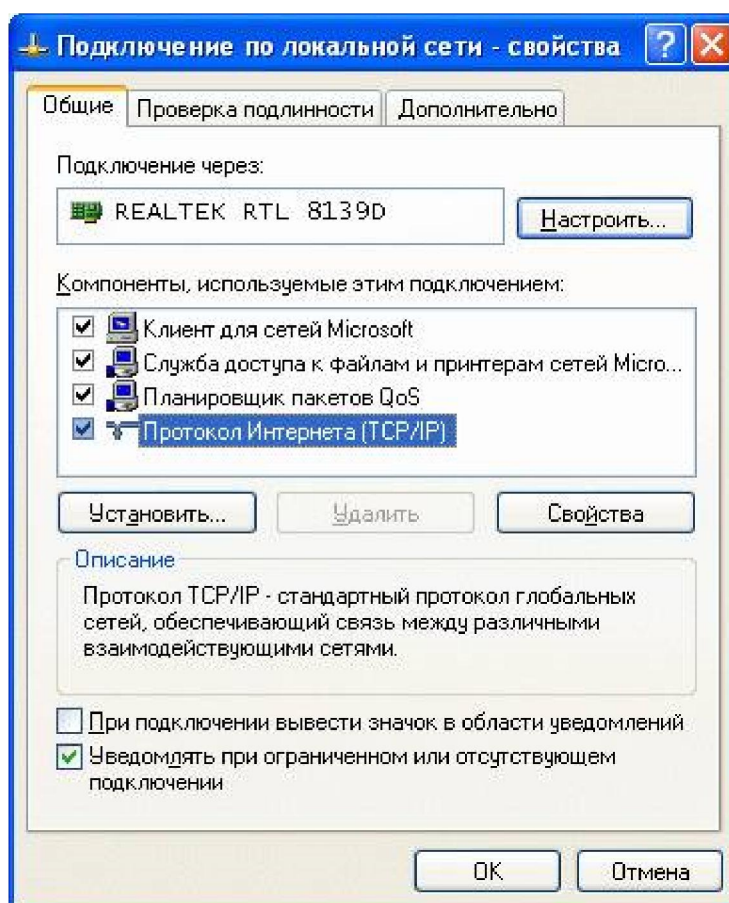 Подключение по локальной сети - свойства
Общие
Проверка подлинности
Дополнительно
Подключение через:
REALTEK RTL 8139D
Настроить...
Компоненты, используемые этим подключением:
Клиент для сетей Microsoft
Служба доступа к файлам и принтерам сетей Micro...
Планировщик пакетов QoS
Протокол Интернета (TCP/IP)
Установить...
Удалить
Свойства
Описание
Протокол TCP/IP - стандартный протокол глобальных
сетей, обеспечивающий связь между различными
взаимодействующими сетями.
При подключении вывести значок в области уведомлений
Уведомлять при ограниченном или отсутствующем
подключении
OK
Отмена